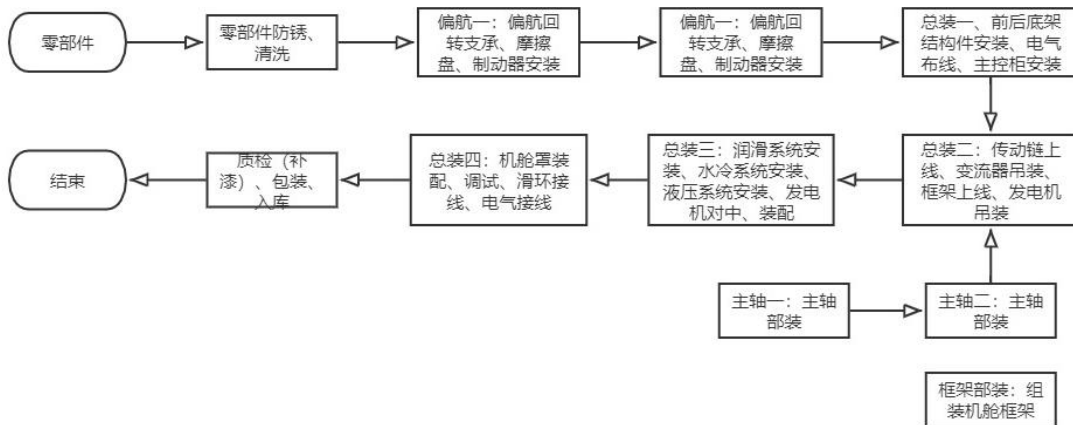 零部件
零部件防锈、
清洗
偏航一：偏航回
转支承、摩擦
盘、制动器安装
偏航一：偏航回
转支承、摩擦
盘、制动器安装
总装一、前后底架
结构件安装、电气
布线、主控柜安装
结束
质检（补
漆）、包装、
入库
总装四：机舱罩装
配、调试、滑环接
线、电气接线
总装三：润滑系统安
装、水冷系统安装、
液压系统安装、发电
机对中、装配
总装二：传动链上
线、变流器吊装、
框架上线、发电机
吊装
主轴一：主轴
部装
主轴二：主轴
部装
框架部装：组
装机舱框架